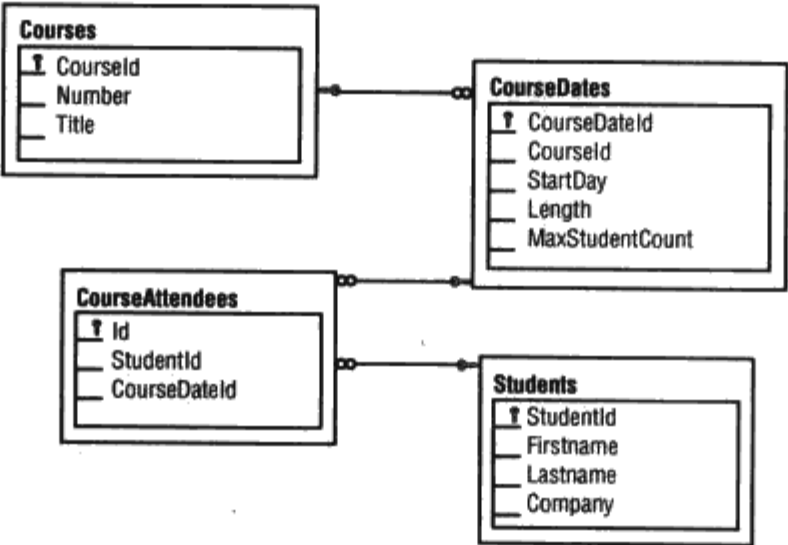 Courses
CourseId
Number
Title
CourseDates
CourseDateId
CourseId
StartDay
Length
MaxStudentCount
CourseAttendees
Id
StudentId
CourseDateId
Students
StudentId
Firstname
Lastname
Company